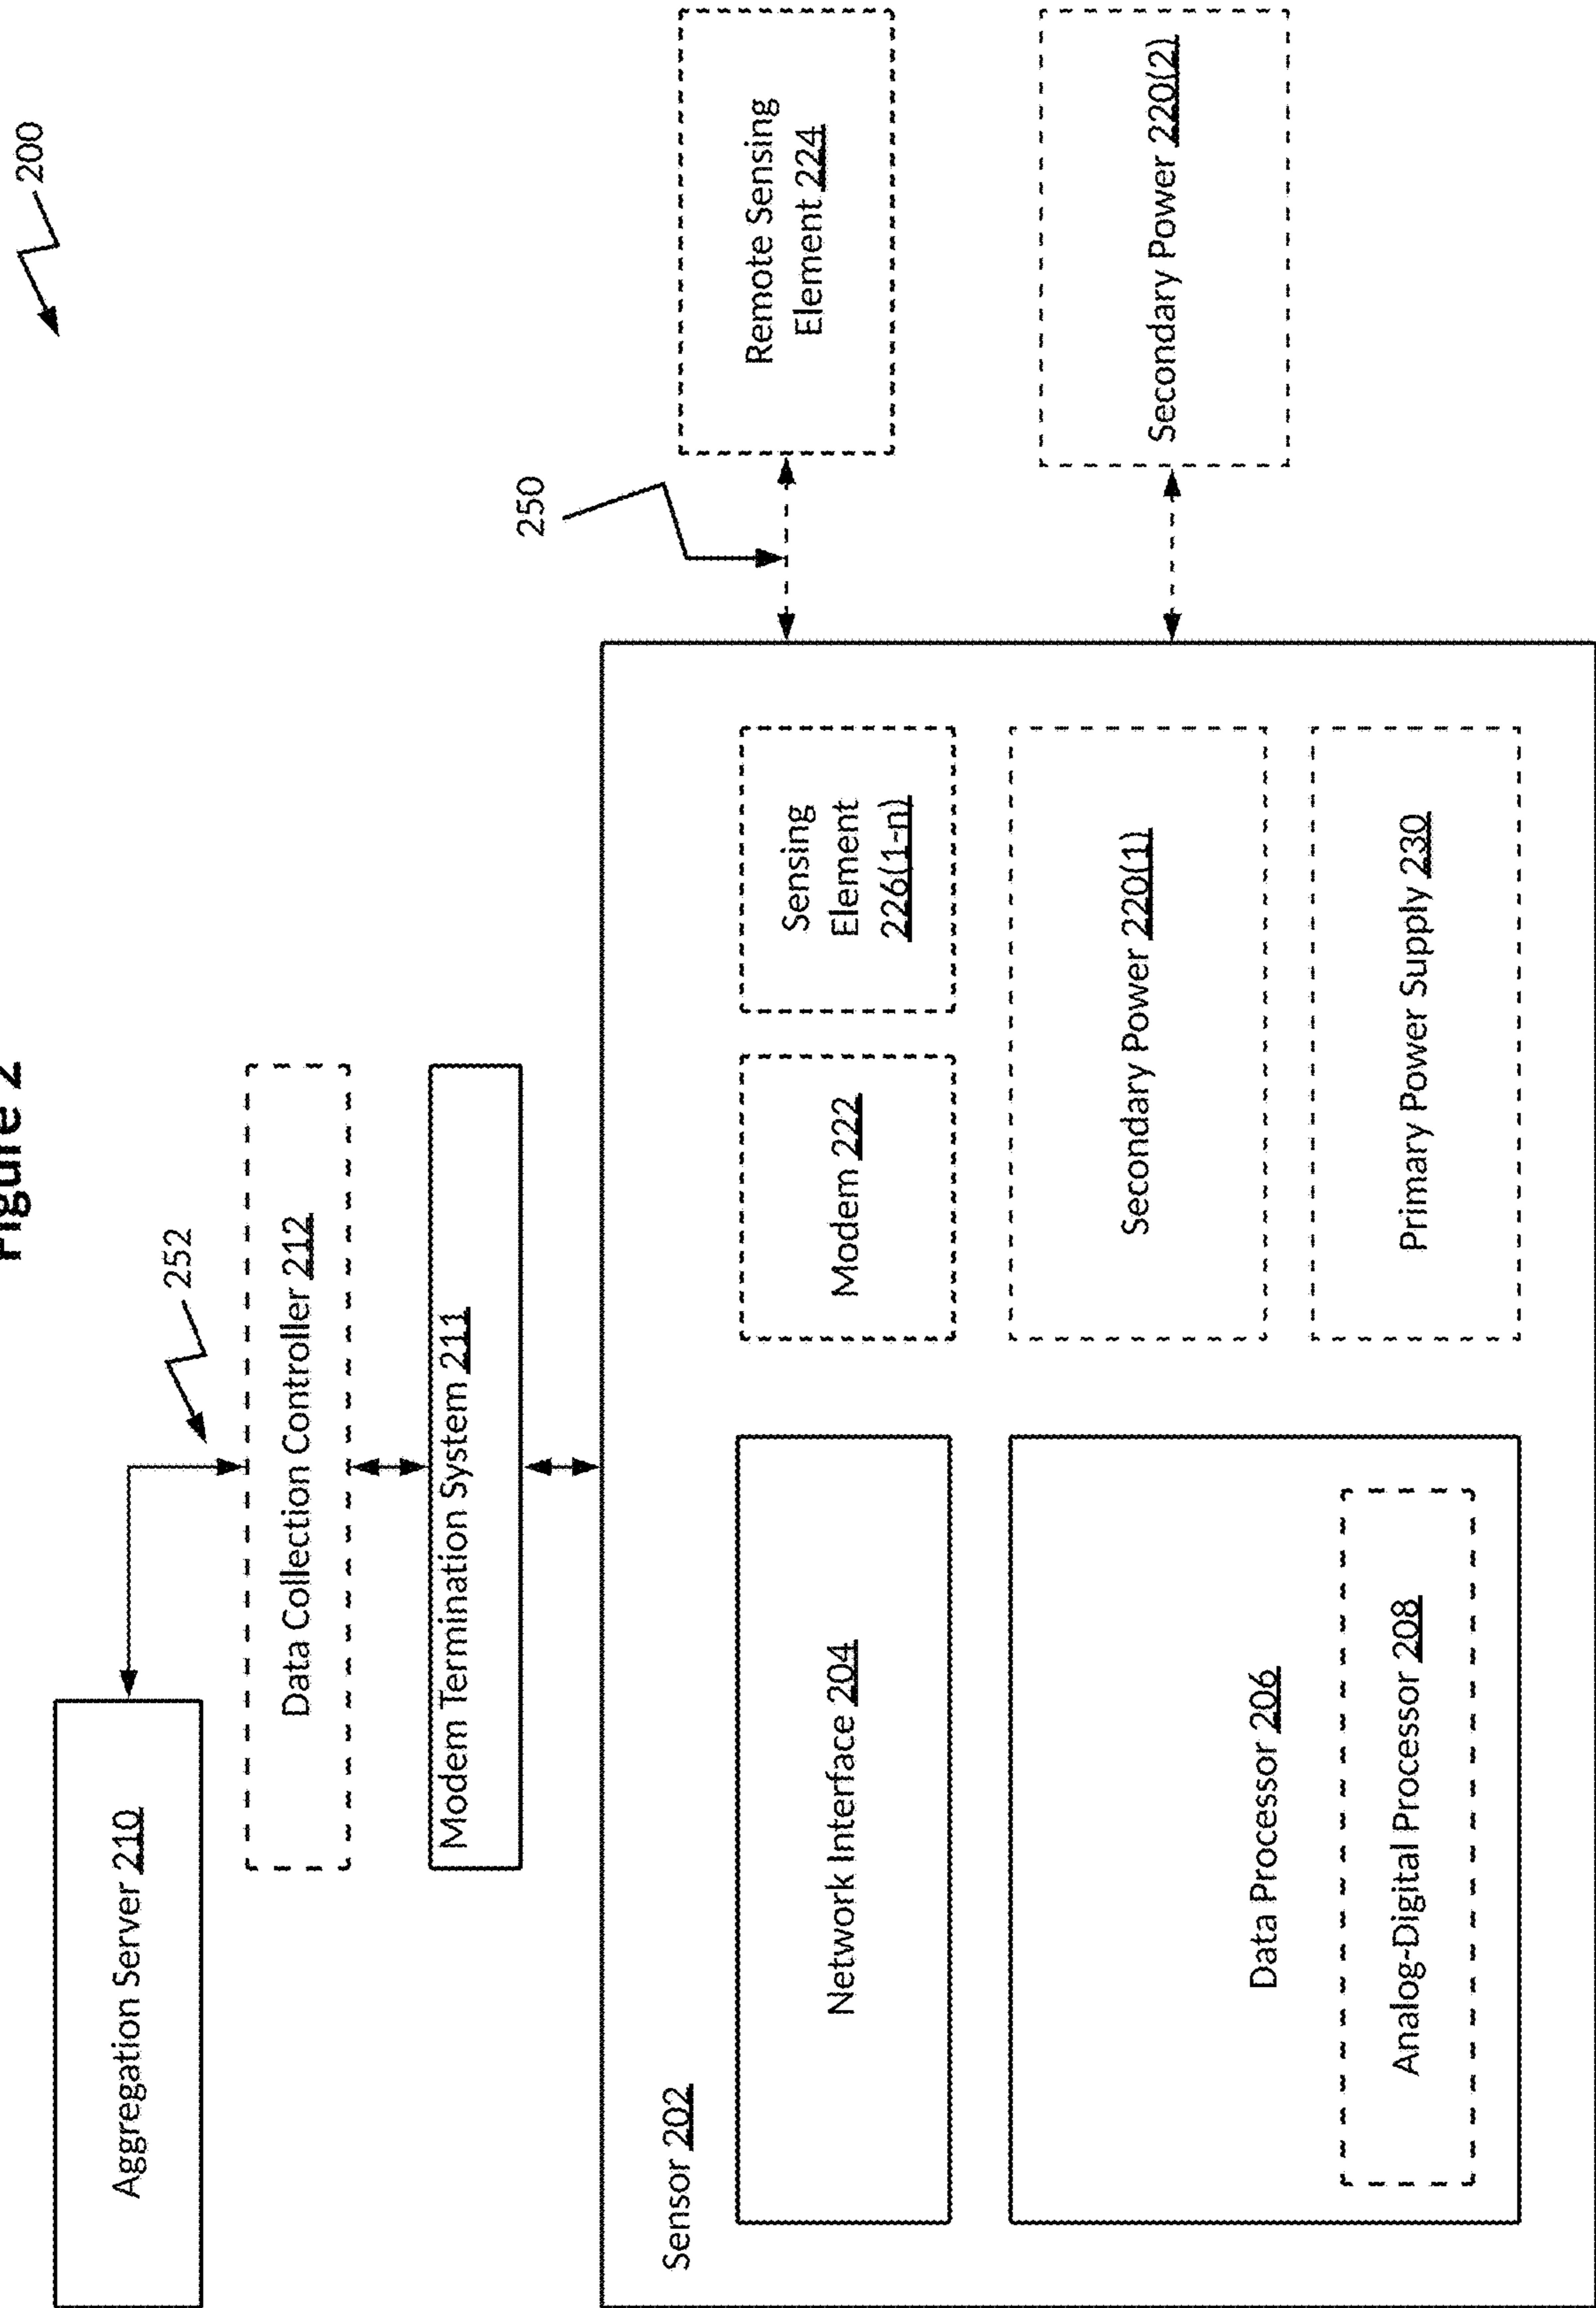 Figure 2
200
Aggregation Server 210
252
Data Collection Controller 212
Modem Termination System 211
250
Sensor 202
Network Interface 204
Modem 222
Sensing
Element
226(1-n)
Remote Sensing
Element 224
Data Processor 206
Analog-Digital Processor 208
Secondary Power 220(1)
Secondary Power 220(2)
Primary Power Supply 230